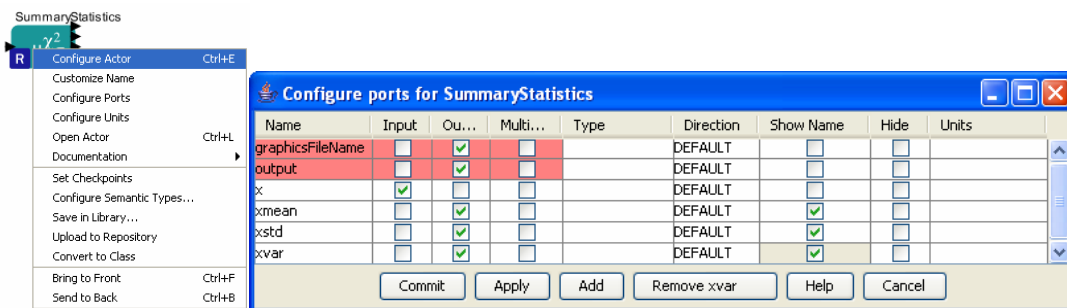 SummaryStatistics
χ2
R
Configure Actor Ctrl+E
Customize Name
Configure Ports
Configure Units
Open Actor Ctrl+L
Documentation
Set Checkpoints
Configure Semantic Types...
Save in Library...
Upload to Repository
Convert to Class
Bring to Front Ctrl+F
Send to Back Ctrl+B
Configure ports for SummaryStatistics
Name Input Ou... Multi... Type Direction Show Name Hide Units
graphicsFileName DEFAULT
output DEFAULT
x DEFAULT
xmean DEFAULT
xstd DEFAULT
xvar DEFAULT
Commit Apply Add Remove xvar Help Cancel